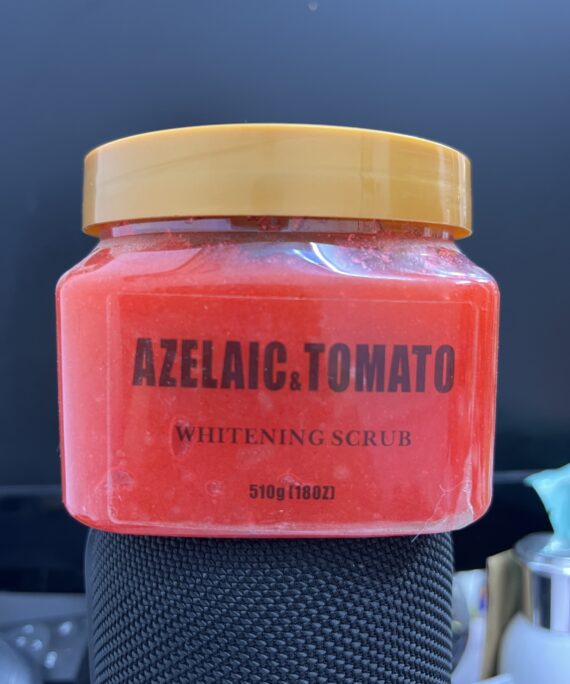 AZELAIC & TOMATO
WHITENING SCRUB
510g (18OZ)